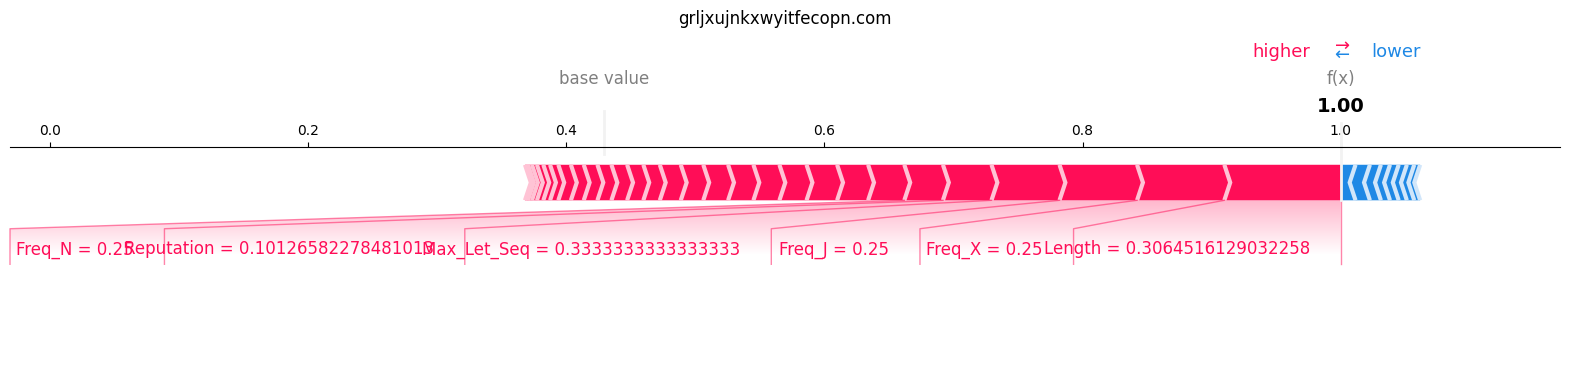 grljxujnkxwyitfecopn.com
higher ⇄ lower
base value f(x)
1.00
0.0 0.2 0.4 0.6 0.8 1.0
Freq_N = 0.25 Reputation = 0.10126582278481013 Max_Let_Seq = 0.3333333333333333 Freq_J = 0.25 Freq_X = 0.25 Length = 0.3064516129032258